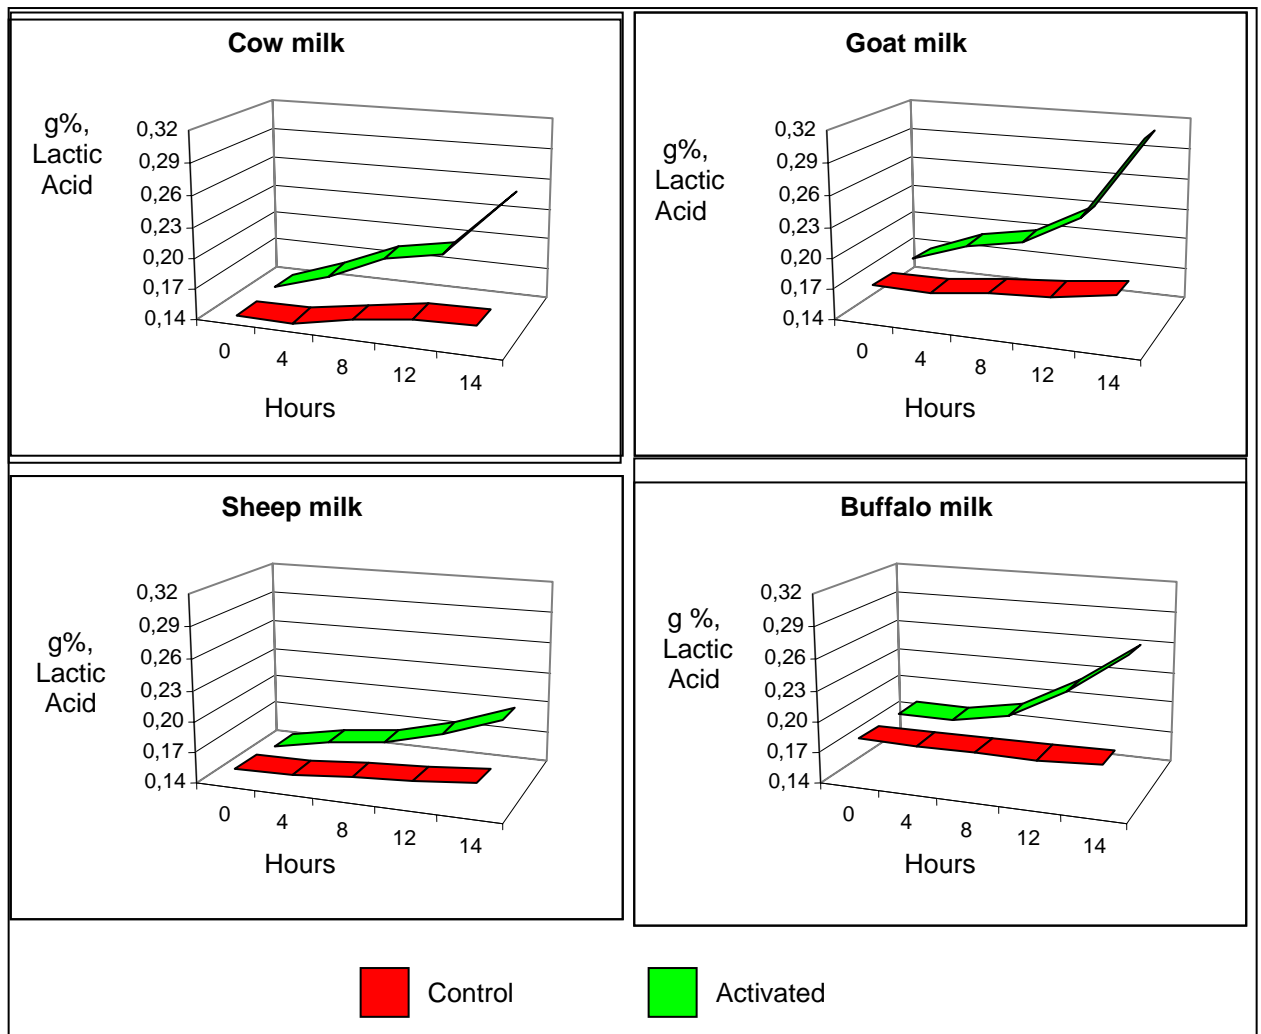 Cow milk
g%,
Lactic
Acid
0,32
0,29
0,26
0,23
0,20
0,17
0,14
0
4
8
12
14
Hours
Goat milk
g%,
Lactic
Acid
0,32
0,29
0,26
0,23
0,20
0,17
0,14
0
4
8
12
14
Hours
Sheep milk
g%,
Lactic
Acid
0,32
0,29
0,26
0,23
0,20
0,17
0,14
0
4
8
12
14
Hours
Buffalo milk
g %,
Lactic
Acid
0,32
0,29
0,26
0,23
0,20
0,17
0,14
0
4
8
12
14
Hours
Control
Activated